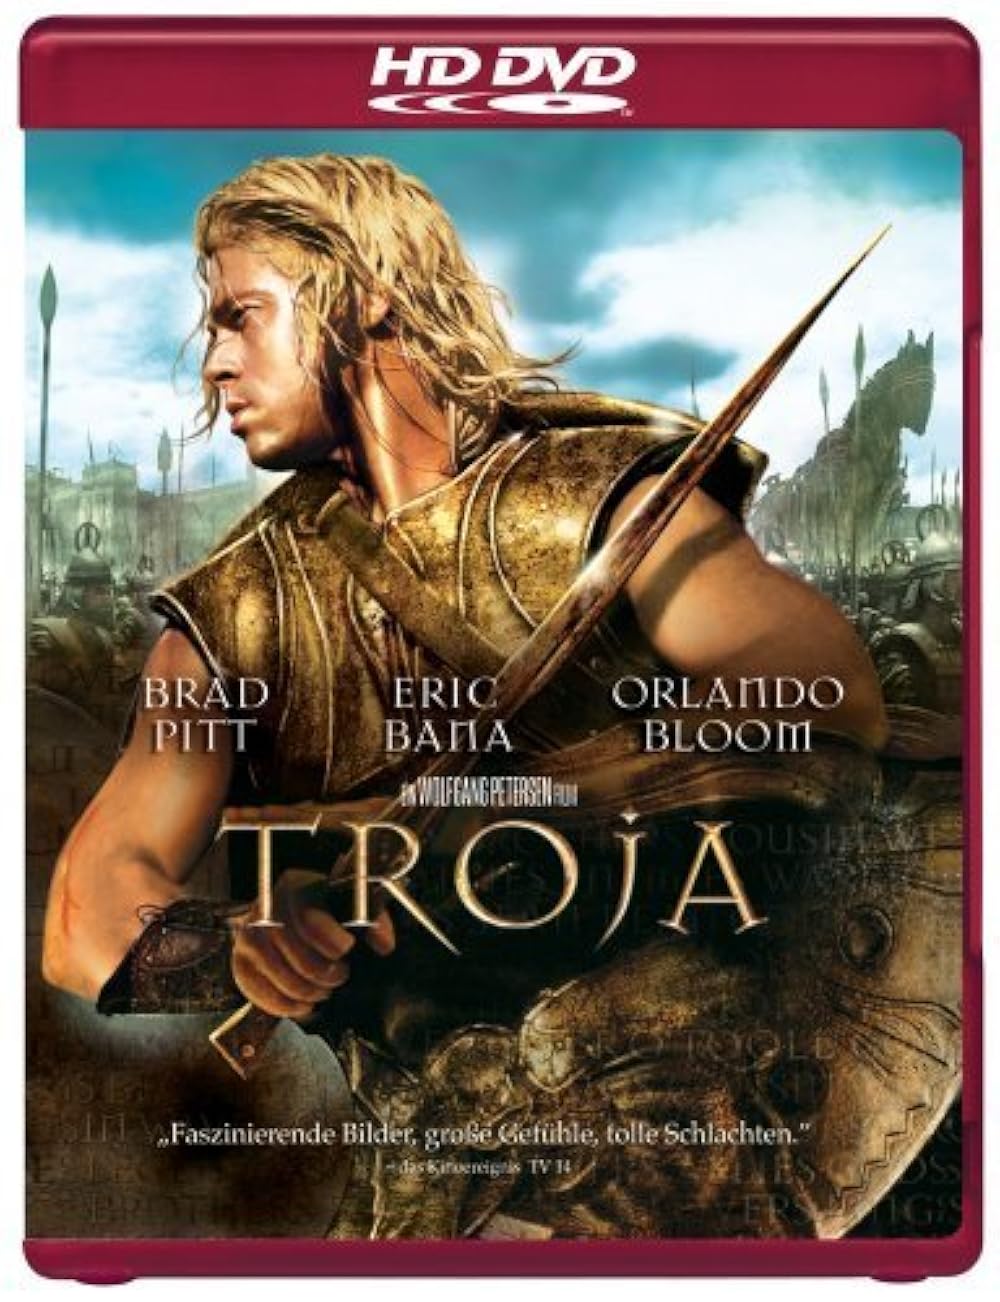 HD DVD
BRAD PITT
ERIC BANA
ORLANDO BLOOM
EIN WOLFGANG PETERSEN FILM
TROJA
„Faszinierende Bilder, große Gefühle, tolle Schlachten.”
– das Kinoereignis TV 14